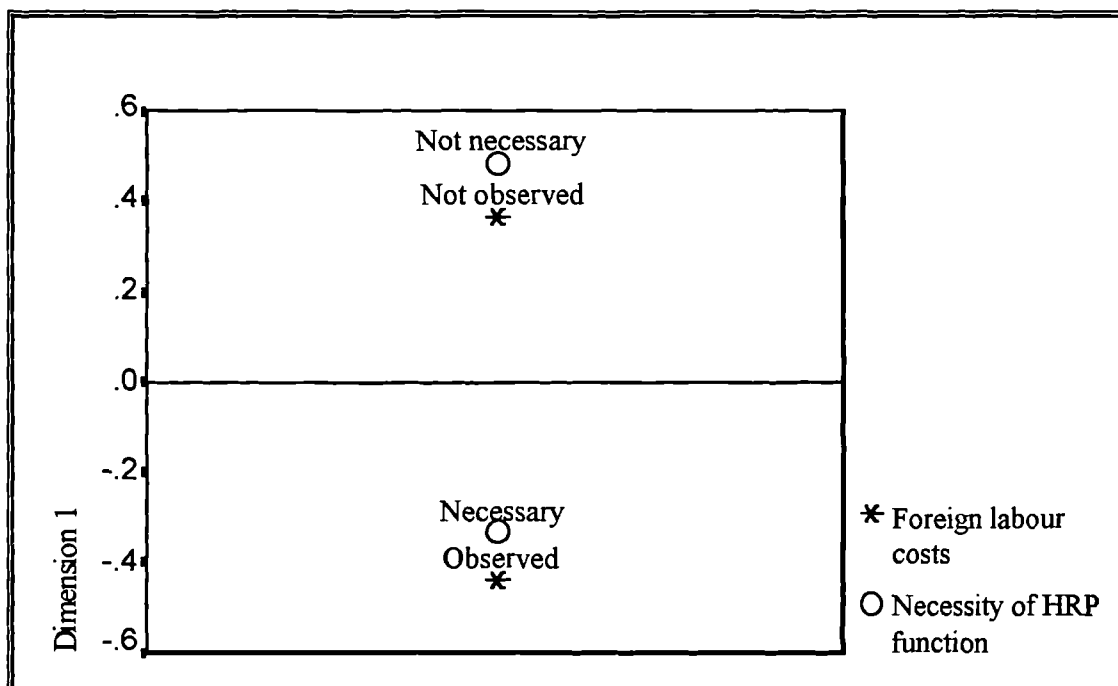 .6
Not necessary
.4
Not observed
.2
.0
-.2
Necessary
-.4
Observed
-.6
Dimension 1
Foreign labour
costs
Necessity of HRP
function